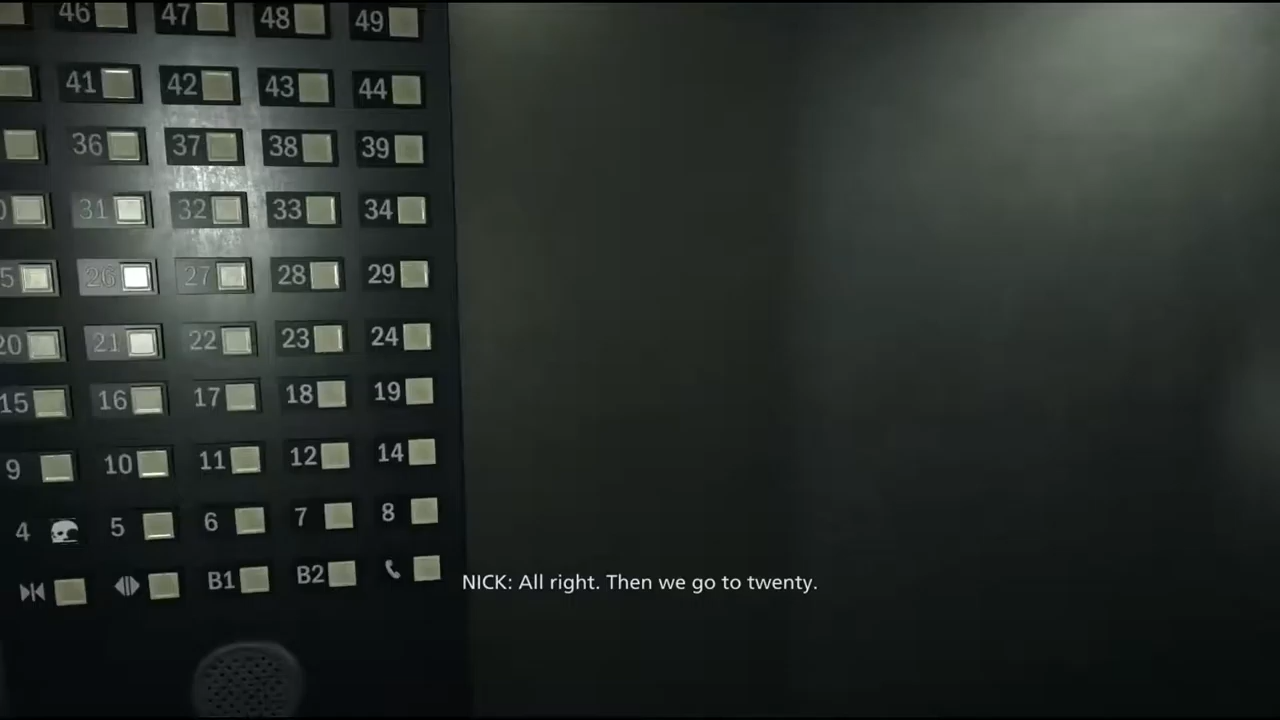 46 47 48 49
41 42 43 44
36 37 38 39
31 32 33 34
26 27 28 29
20 21 22 23 24
15 16 17 18 19
9 10 11 12 14
4 5 6 7 8
B1 B2
NICK: All right. Then we go to twenty.